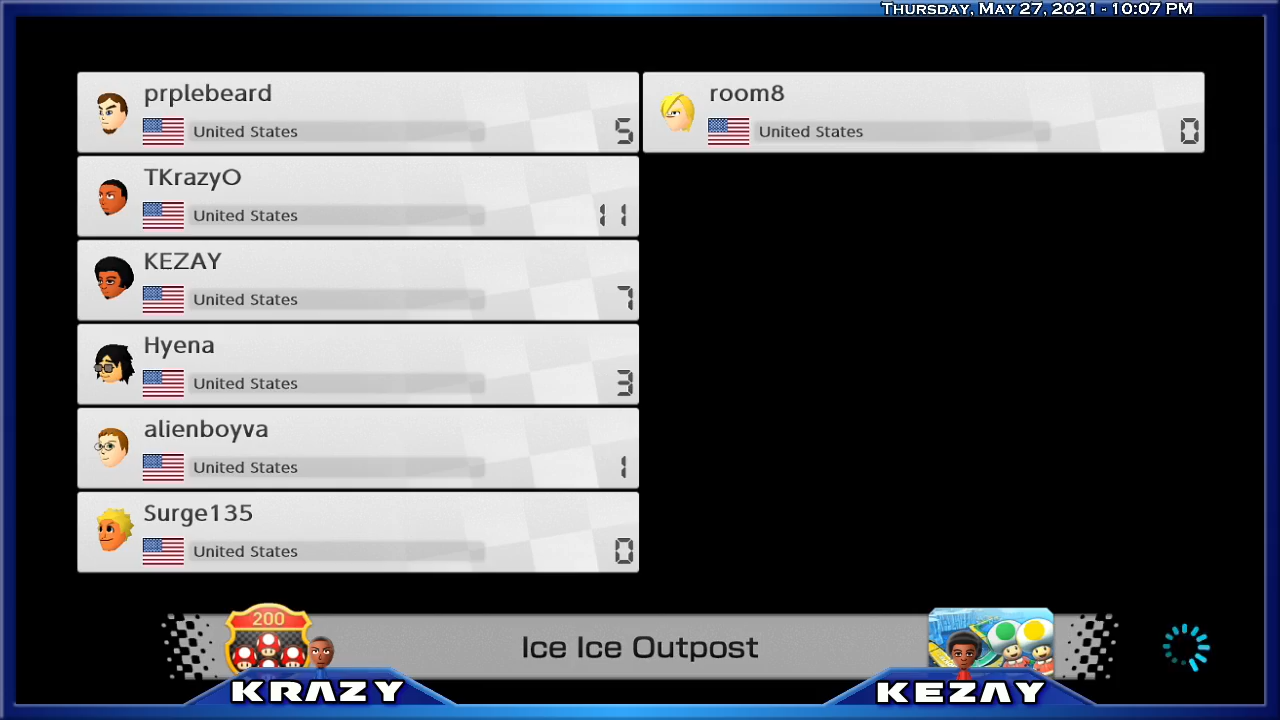 THURSDAY, MAY 27, 2021 - 10:07 PM
prplebeard
United States
5
TKrazyO
United States
11
KEZAY
United States
7
Hyena
United States
3
alienboyva
United States
1
Surge135
United States
0
room8
United States
0
200
Ice Ice Outpost
KRAZY
KEZAY